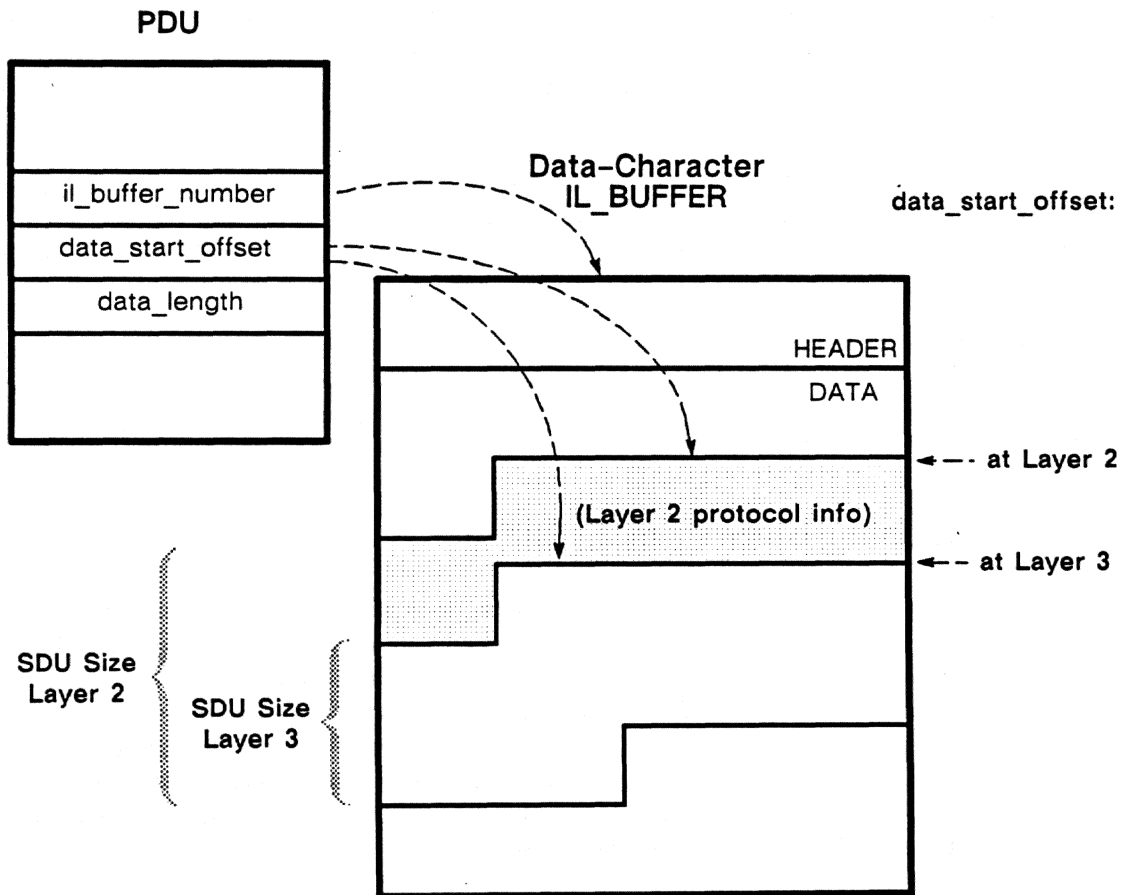 PDU
il_buffer_number
data_start_offset
data_length
Data-Character
IL_BUFFER
data_start_offset:
HEADER
DATA
at Layer 2
(Layer 2 protocol info)
at Layer 3
SDU Size
Layer 2
SDU Size
Layer 3